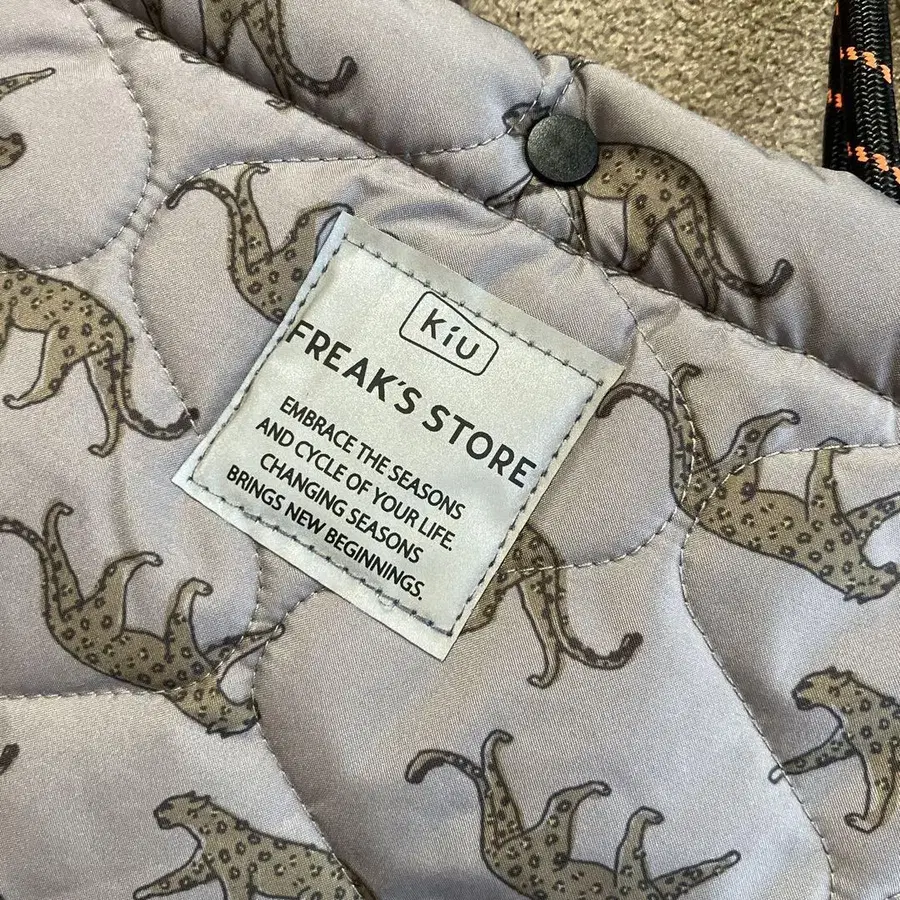 KiU
FREAK'S STORE
EMBRACE THE SEASONS
AND CYCLE OF YOUR LIFE.
CHANGING SEASONS
BRINGS NEW BEGINNINGS.